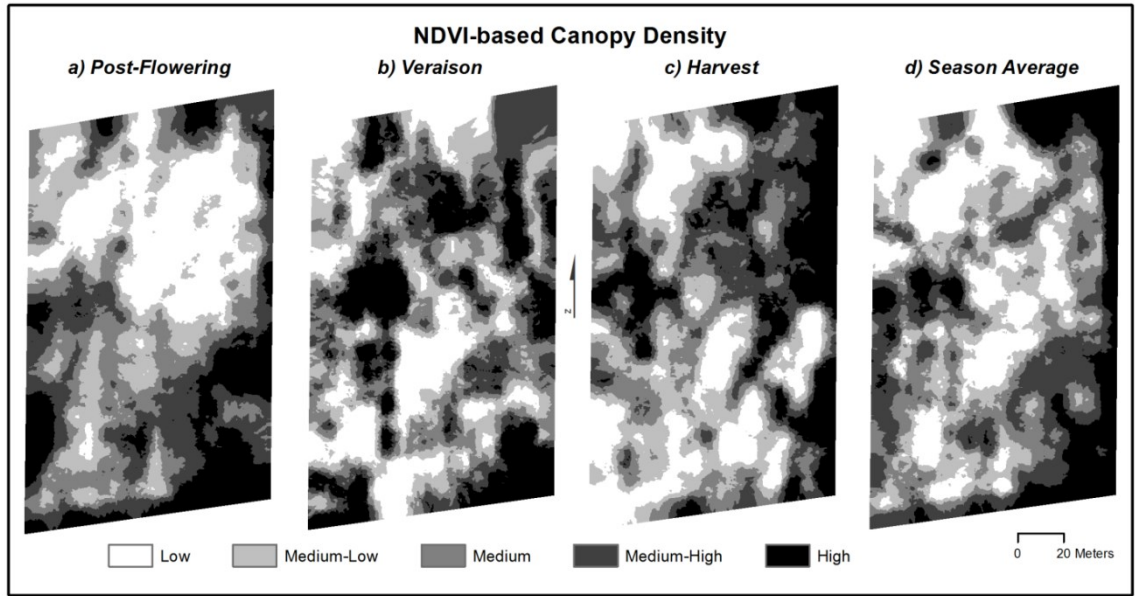 NDVI-based Canopy Density
a) Post-Flowering
b) Veraison
c) Harvest
d) Season Average
z
Low
Medium-Low
Medium
Medium-High
High
0 20 Meters